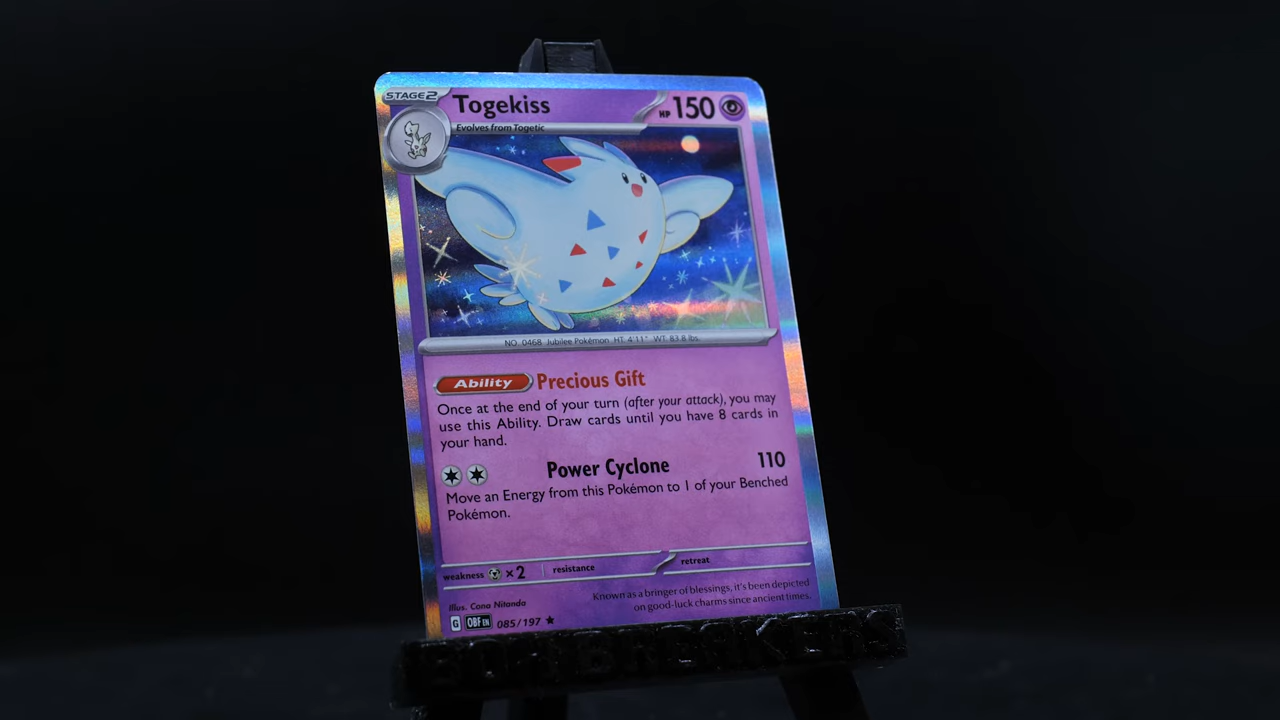 STAGE2
Togekiss
HP 150
Evolves from Togetic
NO. 0468 Jubilee Pokémon HT: 4'11" WT: 83.8 lbs.
Ability Precious Gift
Once at the end of your turn (after your attack), you may
use this Ability. Draw cards until you have 8 cards in
your hand.
Power Cyclone 110
Move an Energy from this Pokémon to 1 of your Benched
Pokémon.
weakness ×2 resistance retreat
Illus. Cona Nitanda
Known as a bringer of blessings, it's been depicted
on good-luck charms since ancient times.
G OBF EN 085/197